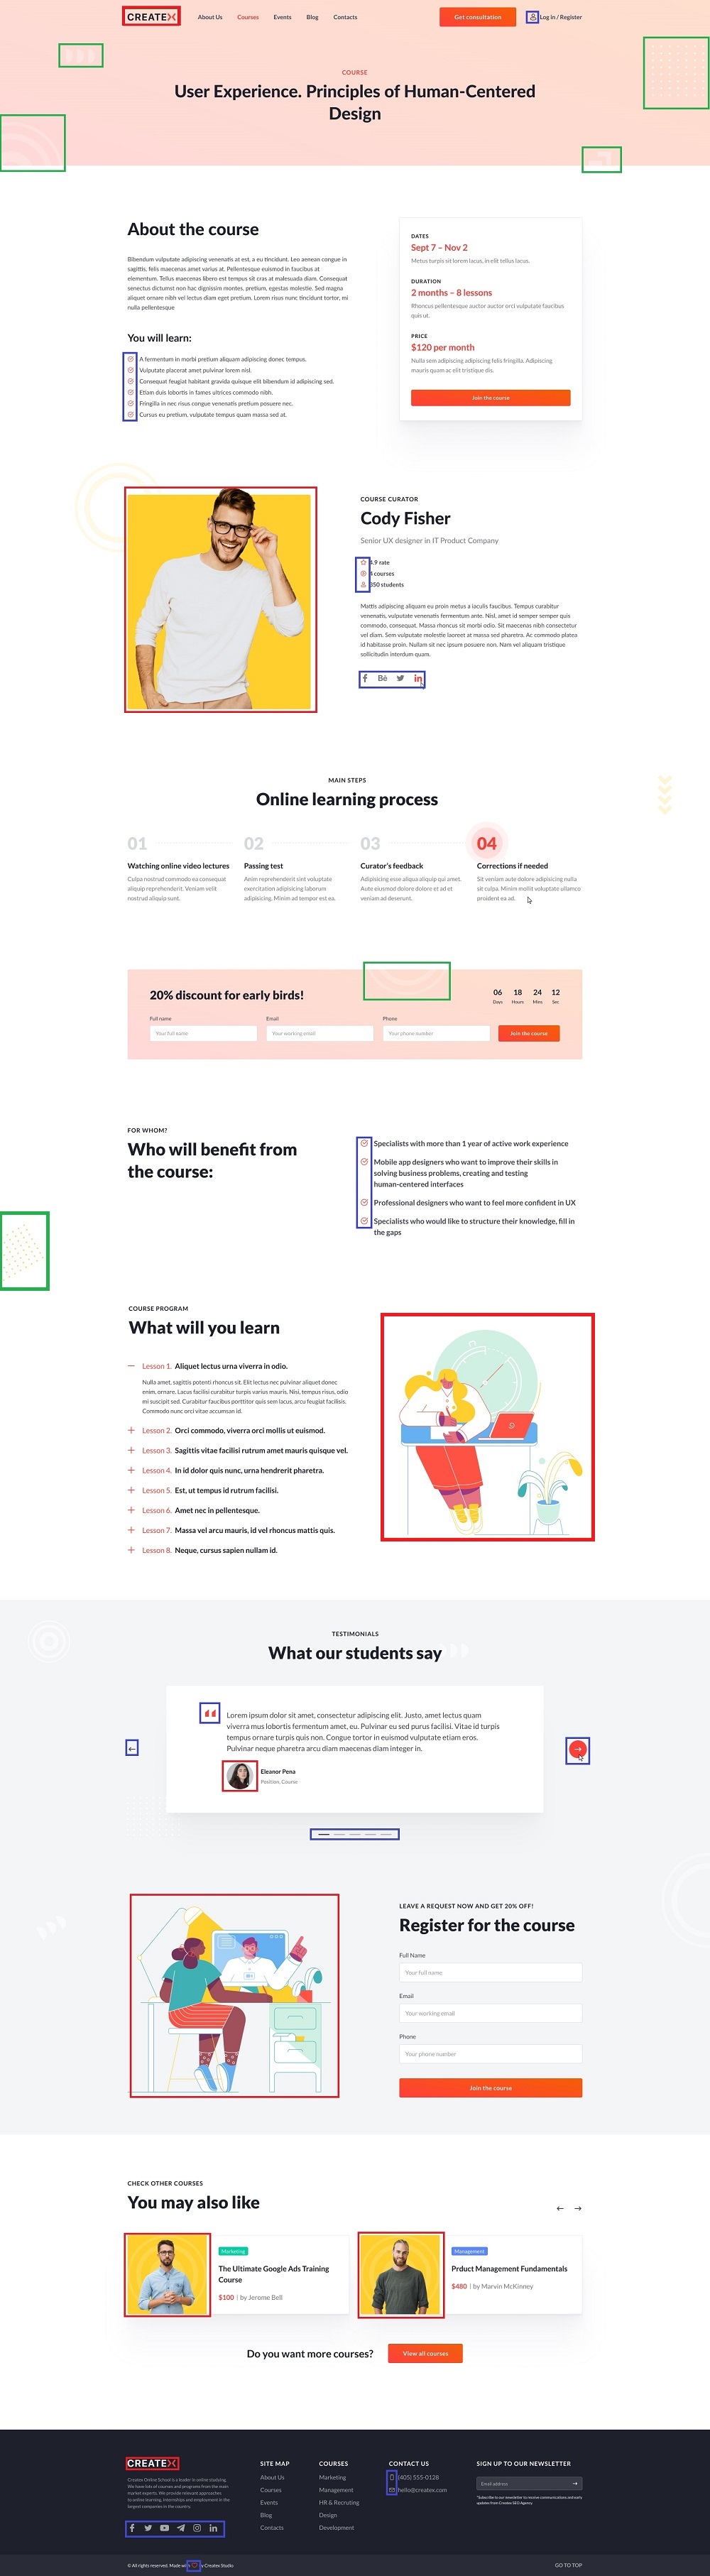 CREATEX
About Us
Courses
Events
Blog
Contacts
Get consultation
Log in / Register
COURSE
User Experience. Principles of Human-Centered
Design
About the course
Bibendum vulputate adipiscing venenatis at est, a eu tincidunt. Leo aenean congue in
sagittis, felis maecenas amet varius at. Pellentesque euismod in faucibus at
elementum. Tellus maecenas libero est tempus sit cras at malesuada diam. Consequat
senectus dictumst non hac dignissim montes, pretium, egestas molestie. Sed magna
aliquet ornare nibh vel lectus diam eget pretium. Lorem risus nunc tincidunt tortor, mi
nulla pellentesque
You will learn:
A fermentum in morbi pretium aliquam adipiscing donec tempus.
Vulputate placerat amet pulvinar lorem nisl.
Consequat feugiat habitant gravida quisque elit bibendum id adipiscing sed.
Etiam duis lobortis in fames ultrices commodo nibh.
Fringilla in nec risus congue venenatis pretium posuere nec.
Cursus eu pretium, vulputate tempus quam massa sed at.
DATES
Sept 7 – Nov 2
Metus turpis sit lorem lacus, in elit tellus lacus.
DURATION
2 months – 8 lessons
Rhoncus pellentesque auctor auctor orci vulputate faucibus
quis ut.
PRICE
$120 per month
Nulla sem adipiscing adipiscing felis fringilla. Adipiscing
mauris quam ac elit tristique dis.
Join the course
COURSE CURATOR
Cody Fisher
Senior UX designer in IT Product Company
.9 rate
courses
350 students
Mattis adipiscing aliquam eu proin metus a iaculis faucibus. Tempus curabitur
venenatis, vulputate venenatis fermentum ante. Nisl, amet id semper semper quis
commodo, consequat. Massa rhoncus sit morbi odio. Sit maecenas nibh consectetur
vel diam. Sem vulputate molestie laoreet at massa sed pharetra. Ac commodo platea
id habitasse proin. Nullam sit nec ipsum posuere non. Nam vel aliquam tristique
sollicitudin interdum quam.
MAIN STEPS
Online learning process
01
Watching online video lectures
Culpa nostrud commodo ea consequat
aliquip reprehenderit. Veniam velit
nostrud aliquip sunt.
02
Passing test
Anim reprehenderit sint voluptate
exercitation adipisicing laborum
adipisicing. Minim ad tempor est ea.
03
Curator's feedback
Adipisicing esse aliqua aliquip qui amet.
Aute eiusmod dolore dolore et ad et
veniam ad deserunt.
04
Corrections if needed
Sit veniam aute dolore adipisicing nulla
sit culpa. Minim mollit voluptate ullamco
proident ea ad.
20% discount for early birds!
06 18 24 12
Days Hours Mins Sec
Full name
Your full name
Email
Your working email
Phone
Your phone number
Join the course
FOR WHOM?
Who will benefit from
the course:
Specialists with more than 1 year of active work experience
Mobile app designers who want to improve their skills in
solving business problems, creating and testing
human-centered interfaces
Professional designers who want to feel more confident in UX
Specialists who would like to structure their knowledge, fill in
the gaps
COURSE PROGRAM
What will you learn
Lesson 1. Aliquet lectus urna viverra in odio.
Nulla amet, sagittis potenti rhoncus sit. Elit lectus nec pulvinar aliquet donec
enim, ornare. Lacus facilisi curabitur turpis varius mauris. Nisi, tempus risus, odio
mi suscipit sed. Curabitur faucibus porttitor quis sem lacus, arcu feugiat facilisis.
Commodo nunc orci vitae accumsan id.
Lesson 2. Orci commodo, viverra orci mollis ut euismod.
Lesson 3. Sagittis vitae facilisi rutrum amet mauris quisque vel.
Lesson 4. In id dolor quis nunc, urna hendrerit pharetra.
Lesson 5. Est, ut tempus id rutrum facilisi.
Lesson 6. Amet nec in pellentesque.
Lesson 7. Massa vel arcu mauris, id vel rhoncus mattis quis.
Lesson 8. Neque, cursus sapien nullam id.
TESTIMONIALS
What our students say
Lorem ipsum dolor sit amet, consectetur adipiscing elit. Justo, amet lectus quam
viverra mus lobortis fermentum amet, eu. Pulvinar eu sed purus facilisi. Vitae id turpis
tempus ornare turpis quis non. Congue tortor in euismod vulputate etiam eros.
Pulvinar neque pharetra arcu diam maecenas diam integer in.
Eleanor Pena
Position, Course
LEAVE A REQUEST NOW AND GET 20% OFF!
Register for the course
Full Name
Your full name
Email
Your working email
Phone
Your phone number
Join the course
CHECK OTHER COURSES
You may also like
Marketing
The Ultimate Google Ads Training
Course
$100 | by Jerome Bell
Management
Prduct Management Fundamentals
$480 | by Marvin McKinney
Do you want more courses?
View all courses
CREATEX
Createx Online School is a leader in online studying.
We have lots of courses and programs from the main
market experts. We provide relevant approaches
to online learning, internships and employment in the
largest companies in the country.
SITE MAP
About Us
Courses
Events
Blog
Contacts
COURSES
Marketing
Management
HR & Recruting
Design
Development
CONTACT US
(405) 555-0128
hello@createx.com
SIGN UP TO OUR NEWSLETTER
Email address
*Subscribe to our newsletter to receive communications and early
updates from Createx SEO Agency.
© All rights reserved. Made wi
y Createx Studio
GO TO TOP